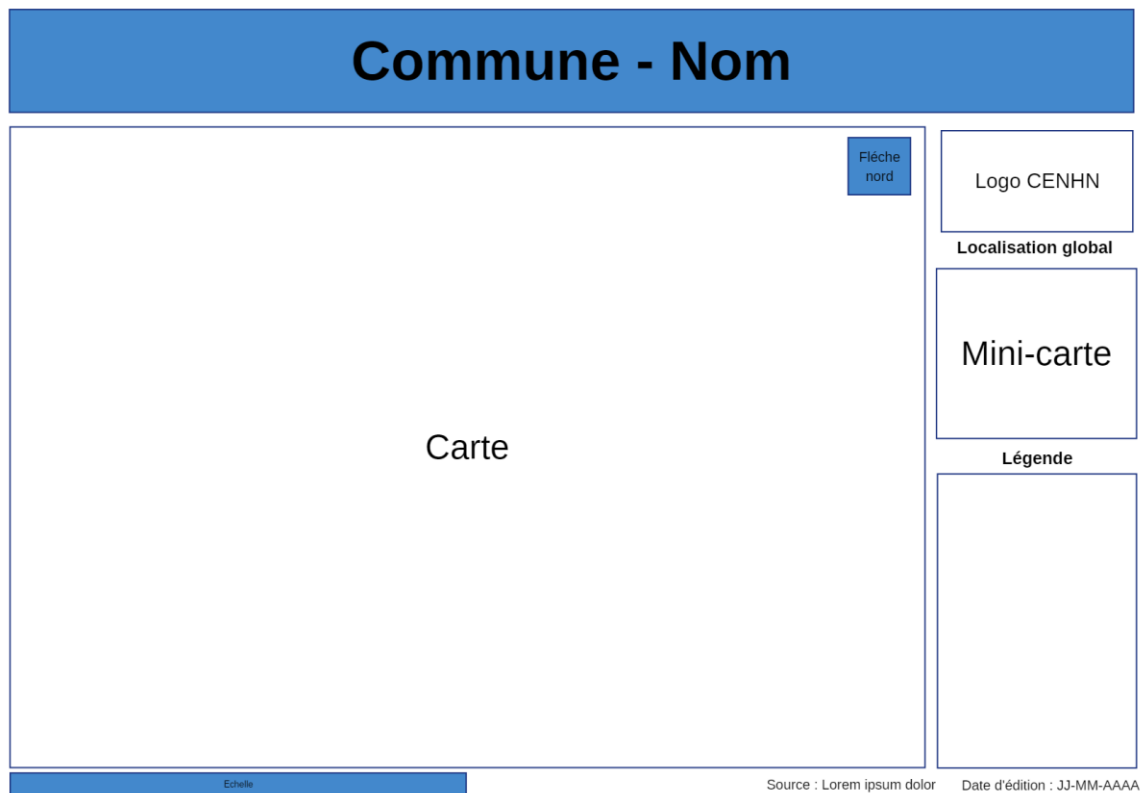 Commune - Nom
Fléche
nord
Logo CENHN
Localisation global
Mini-carte
Carte
Légende
Echelle
Source : Lorem ipsum dolor
Date d'édition : JJ-MM-AAAA